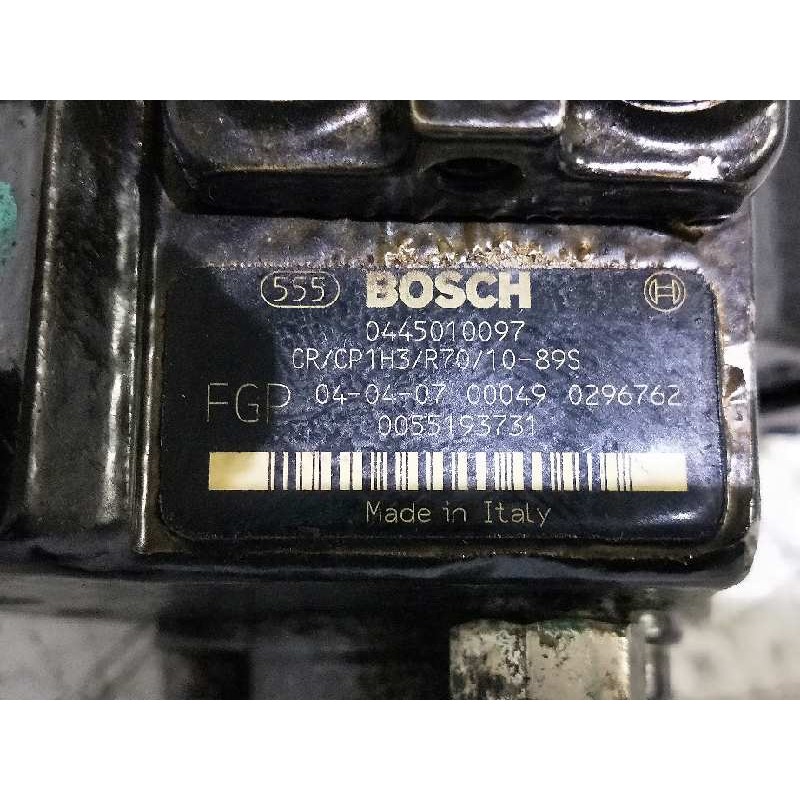 555 BOSCH
0445010097
CR/CP1H3/R70/10-89S
FGP 04-04-07 00049 0296762
0055193731
Made in Italy